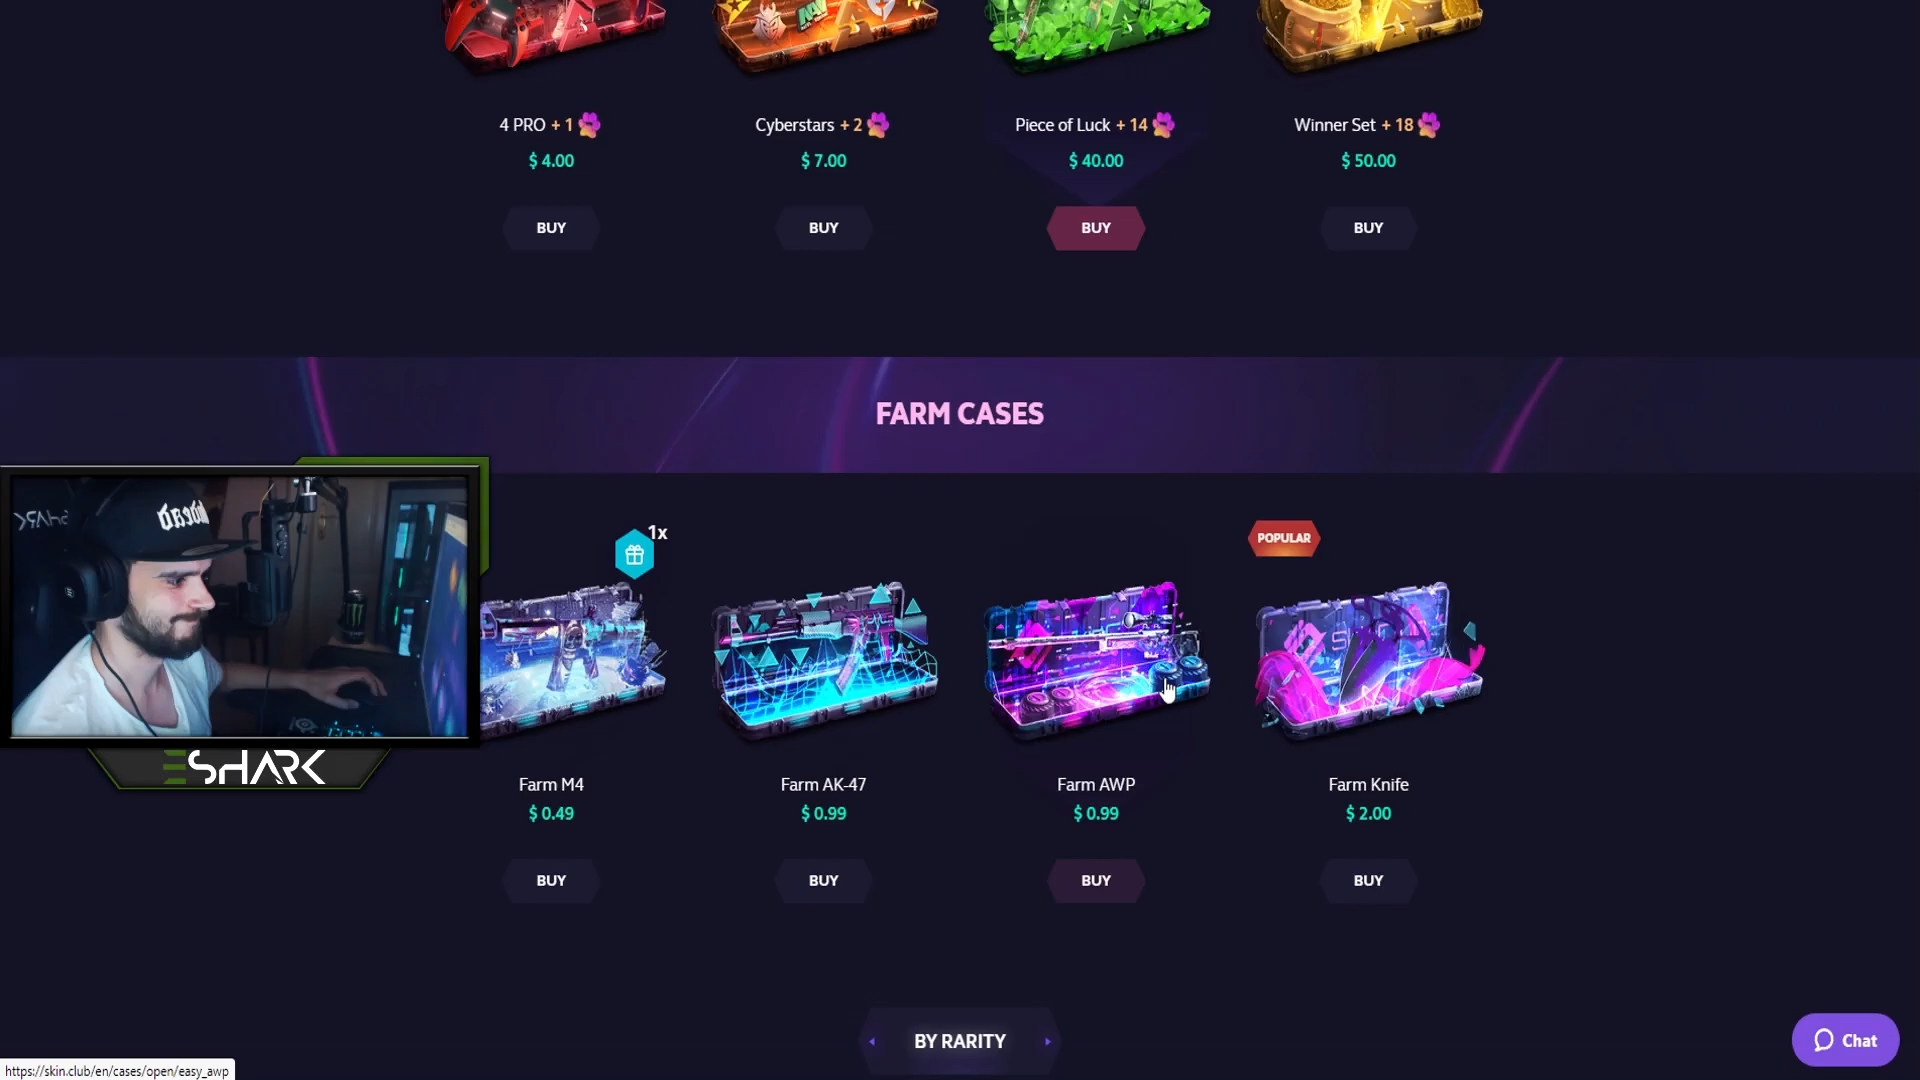 4 PRO + 1
Cyberstars + 2
Piece of Luck + 14
Winner Set + 18
$ 4.00
$ 7.00
$ 40.00
$ 50.00
BUY
BUY
BUY
BUY
FARM CASES
1x
POPULAR
SHARK
Farm M4
Farm AK-47
Farm AWP
Farm Knife
$ 0.49
$ 0.99
$ 0.99
$ 2.00
BUY
BUY
BUY
BUY
BY RARITY
Chat
https://skin.club/en/cases/open/easy_awp